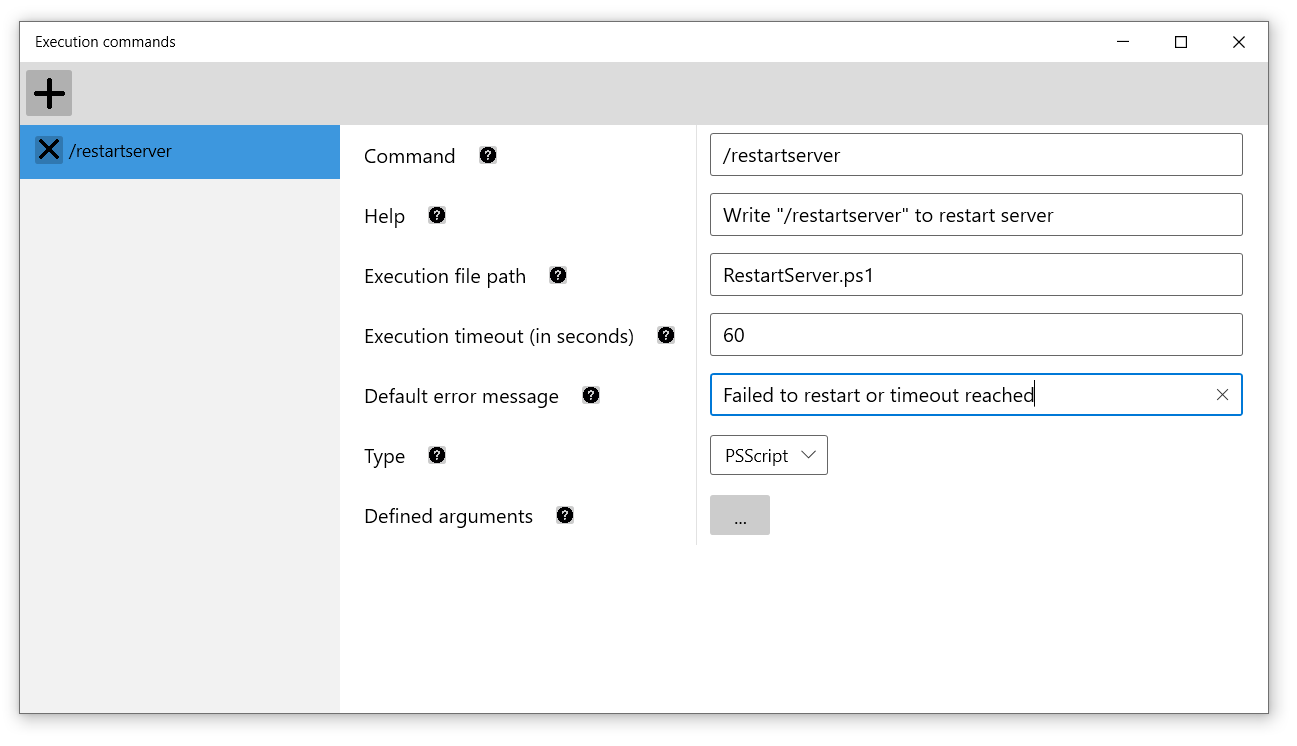 Execution commands
/restartserver
Command ?
/restartserver
Help ?
Write "/restartserver" to restart server
Execution file path ?
RestartServer.ps1
Execution timeout (in seconds) ?
60
Default error message ?
Failed to restart or timeout reached
Type ?
PSScript
Defined arguments ?
...